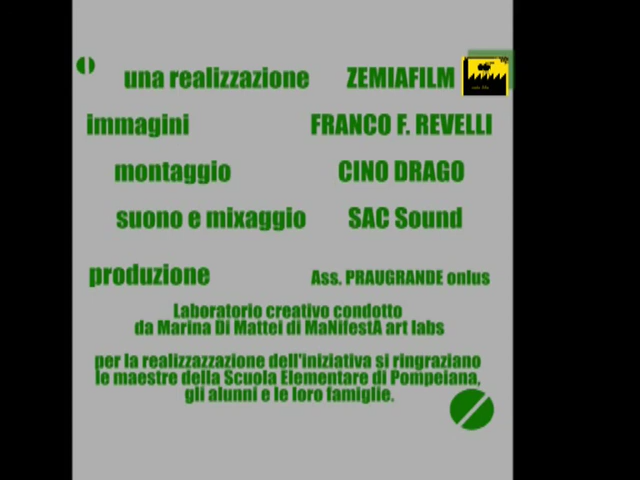 una realizzazione ZEMIAFILM
immagini FRANCO F. REVELLI
montaggio CINO DRAGO
suono e mixaggio SAC Sound
produzione Ass. PRAUGRANDE onlus
Laboratorio creativo condotto
da Marina Di Mattei di MaNifestA art labs
per la realizzazzazione dell'iniziativa si ringraziano
le maestre della Scuola Elementare di Pompeiana,
gli alunni e le loro famiglie.